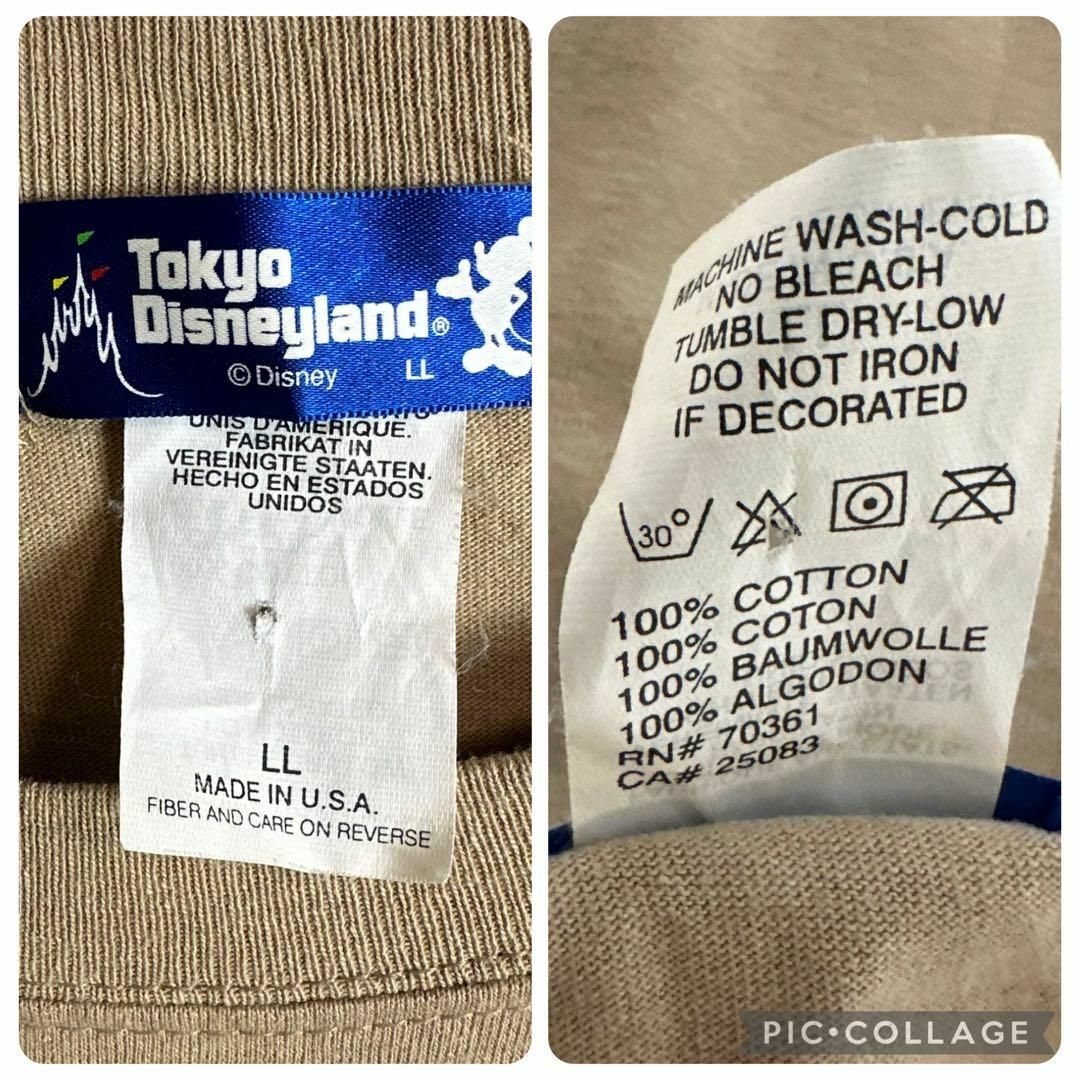 Tokyo
Disneyland®
© Disney LL
UNIS D'AMERIQUE.
FABRIKAT IN
VEREINIGTE STAATEN.
HECHO EN ESTADOS
UNIDOS
LL
MADE IN U.S.A.
FIBER AND CARE ON REVERSE
MACHINE WASH-COLD
NO BLEACH
TUMBLE DRY-LOW
DO NOT IRON
IF DECORATED
30°
100% COTTON
100% COTON
100% BAUMWOLLE
100% ALGODON
RN# 70361
CA# 25083
PIC•COLLAGE